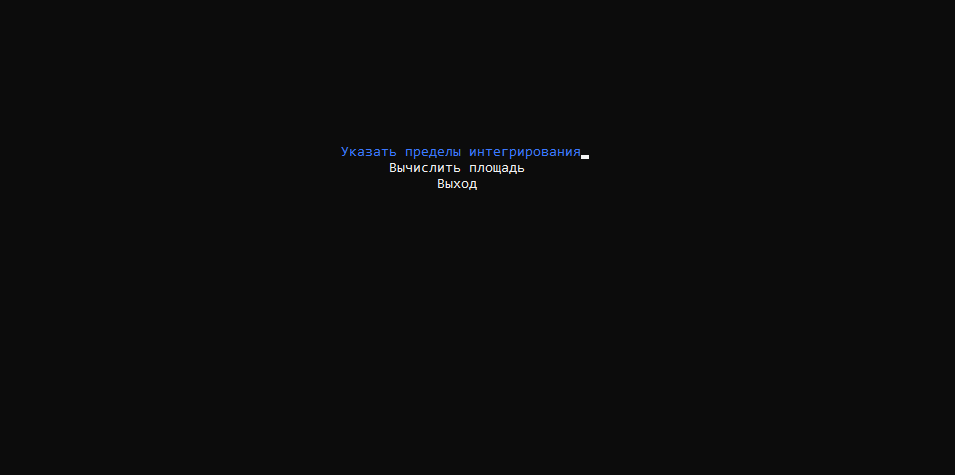 Указать пределы интегрирования
Вычислить площадь
Выход